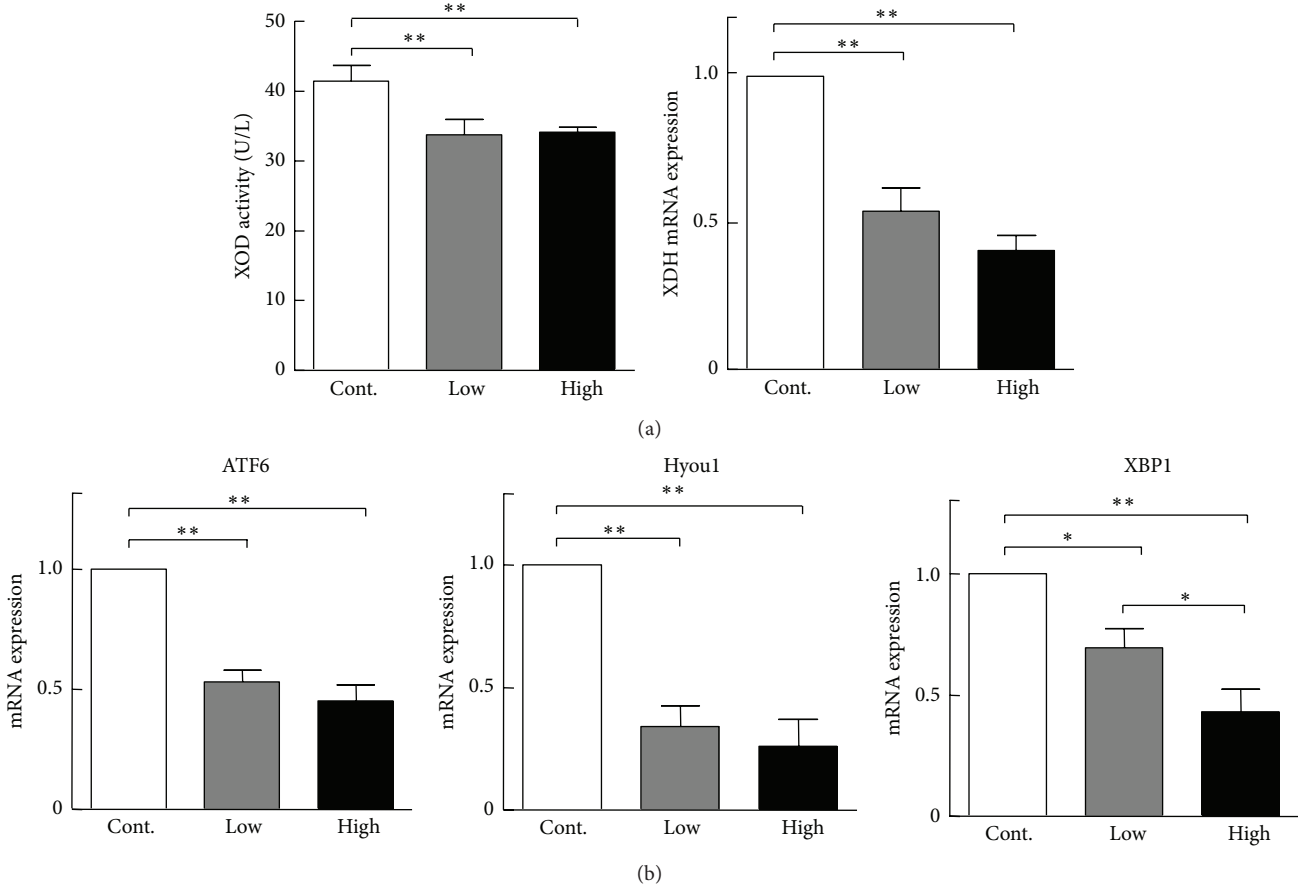 XOD activity (U/L)
50
40
30
20
10
0
**
**
Cont. Low High
XDH mRNA expression
1.0
0.5
0
**
**
Cont. Low High
(a)
ATF6
mRNA expression
1.0
0.5
0
**
**
Cont. Low High
Hyou1
mRNA expression
1.0
0.5
0
**
**
Cont. Low High
XBP1
mRNA expression
1.0
0.5
0
**
*
*
Cont. Low High
(b)